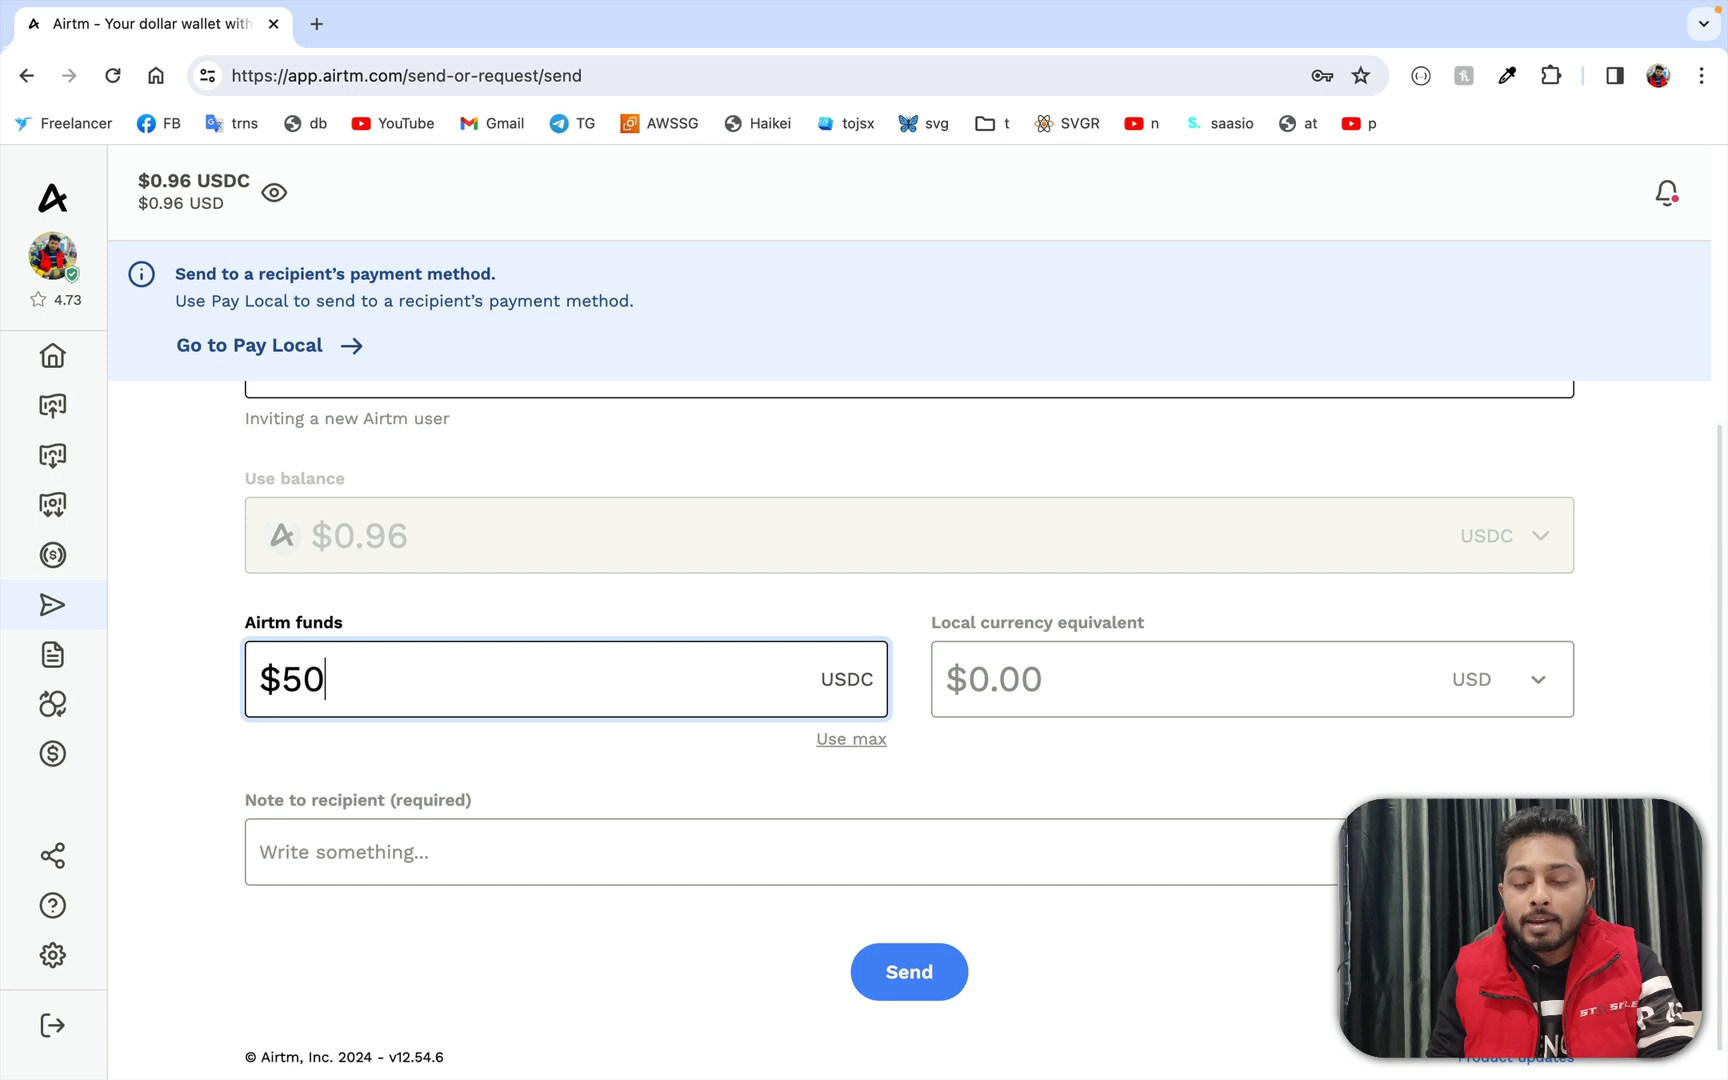 Airtm - Your dollar wallet with
https://app.airtm.com/send-or-request/send
Freelancer FB trns db YouTube Gmail TG AWSSG Haikei tojsx svg t SVGR n saasio at p
$0.96 USDC
$0.96 USD
4.73
Send to a recipient's payment method.
Use Pay Local to send to a recipient's payment method.
Go to Pay Local
Inviting a new Airtm user
Use balance
$0.96 USDC
Airtm funds
$50 USDC
Use max
Local currency equivalent
$0.00 USD
Note to recipient (required)
Write something...
Send
© Airtm, Inc. 2024 - v12.54.6
Product updates